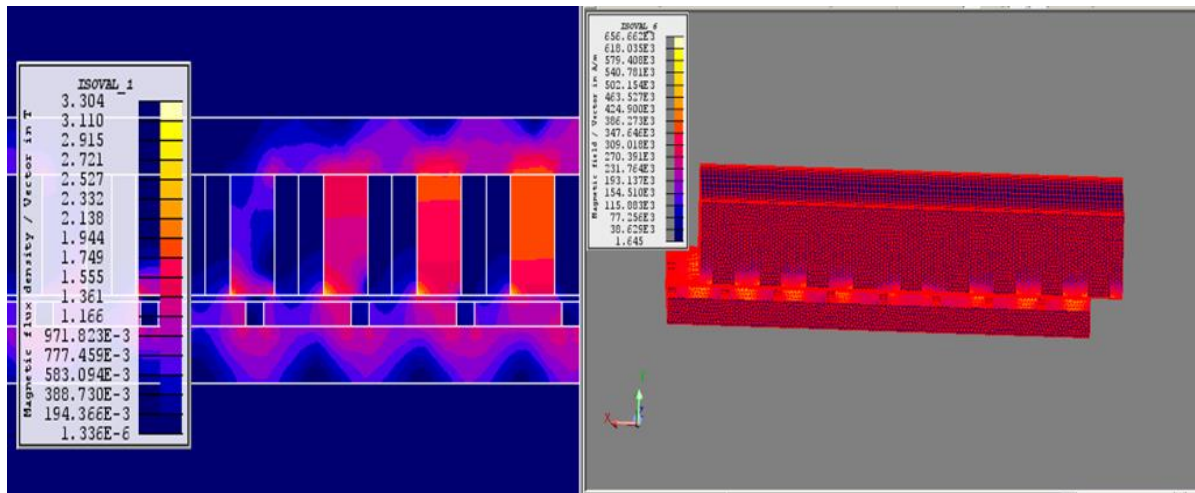 ISOVAL_1
3.304
3.110
2.915
2.721
2.527
2.332
2.138
1.944
1.749
1.555
1.361
1.166
971.823E-3
777.459E-3
583.094E-3
388.730E-3
194.366E-3
1.336E-6
Magnetic flux density / Vector in T
ISOVAL_6
656.662E3
618.035E3
579.408E3
540.781E3
502.154E3
463.527E3
424.900E3
386.273E3
347.646E3
309.018E3
270.391E3
231.764E3
193.137E3
154.510E3
115.883E3
77.256E3
38.629E3
1.645
Magnetic field / Vector in A/m
X
Z